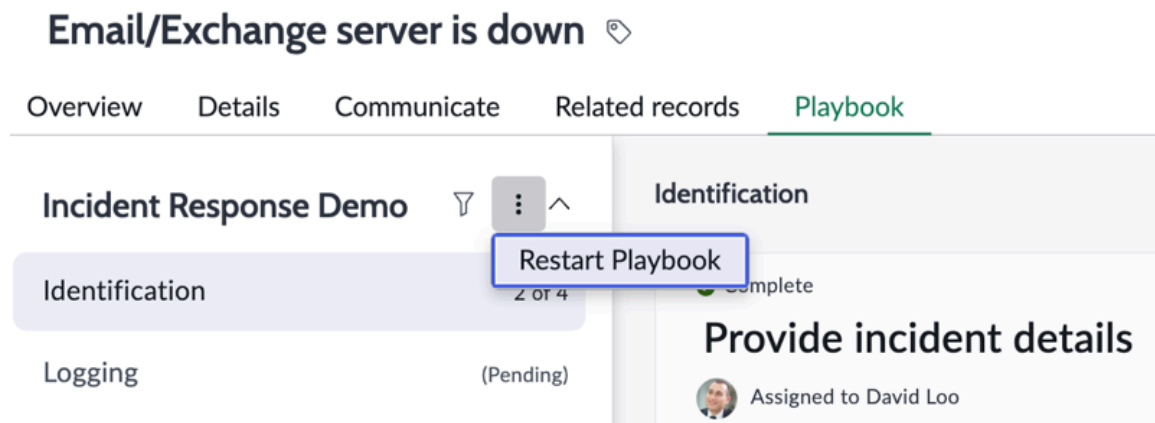 Email/Exchange server is down
Overview Details Communicate Related records Playbook
Incident Response Demo
Restart Playbook
Identification 2 of 4
Logging (Pending)
Identification
Complete
Provide incident details
Assigned to David Loo